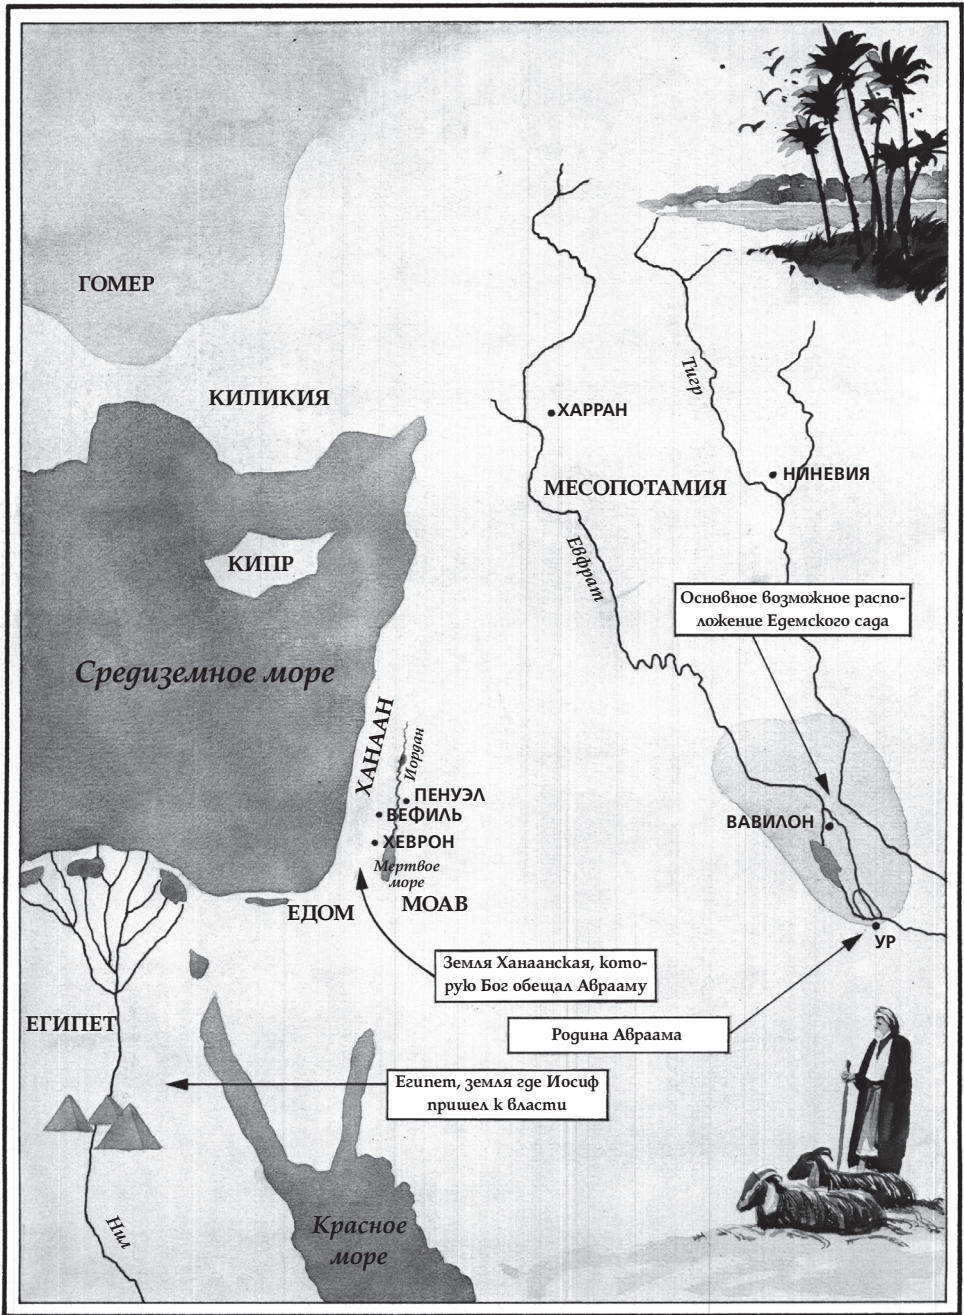 ГОМЕР
КИЛИКИЯ
Тигр
ХАРРАН
НИНЕВИЯ
МЕСОПОТАМИЯ
КИПР
Евфрат
Основное возможное распо-
ложение Едемского сада
Средиземное море
ХАНААН
Иордан
ПЕНУЭЛ
ВЕФИЛЬ
ВАВИЛОН
ХЕВРОН
Мертвое
море
МОАВ
ЕДОМ
УР
Земля Ханаанская, кото-
рую Бог обещал Аврааму
ЕГИПЕТ
Родина Авраама
Египет, земля где Иосиф
пришел к власти
Нил
Красное
море